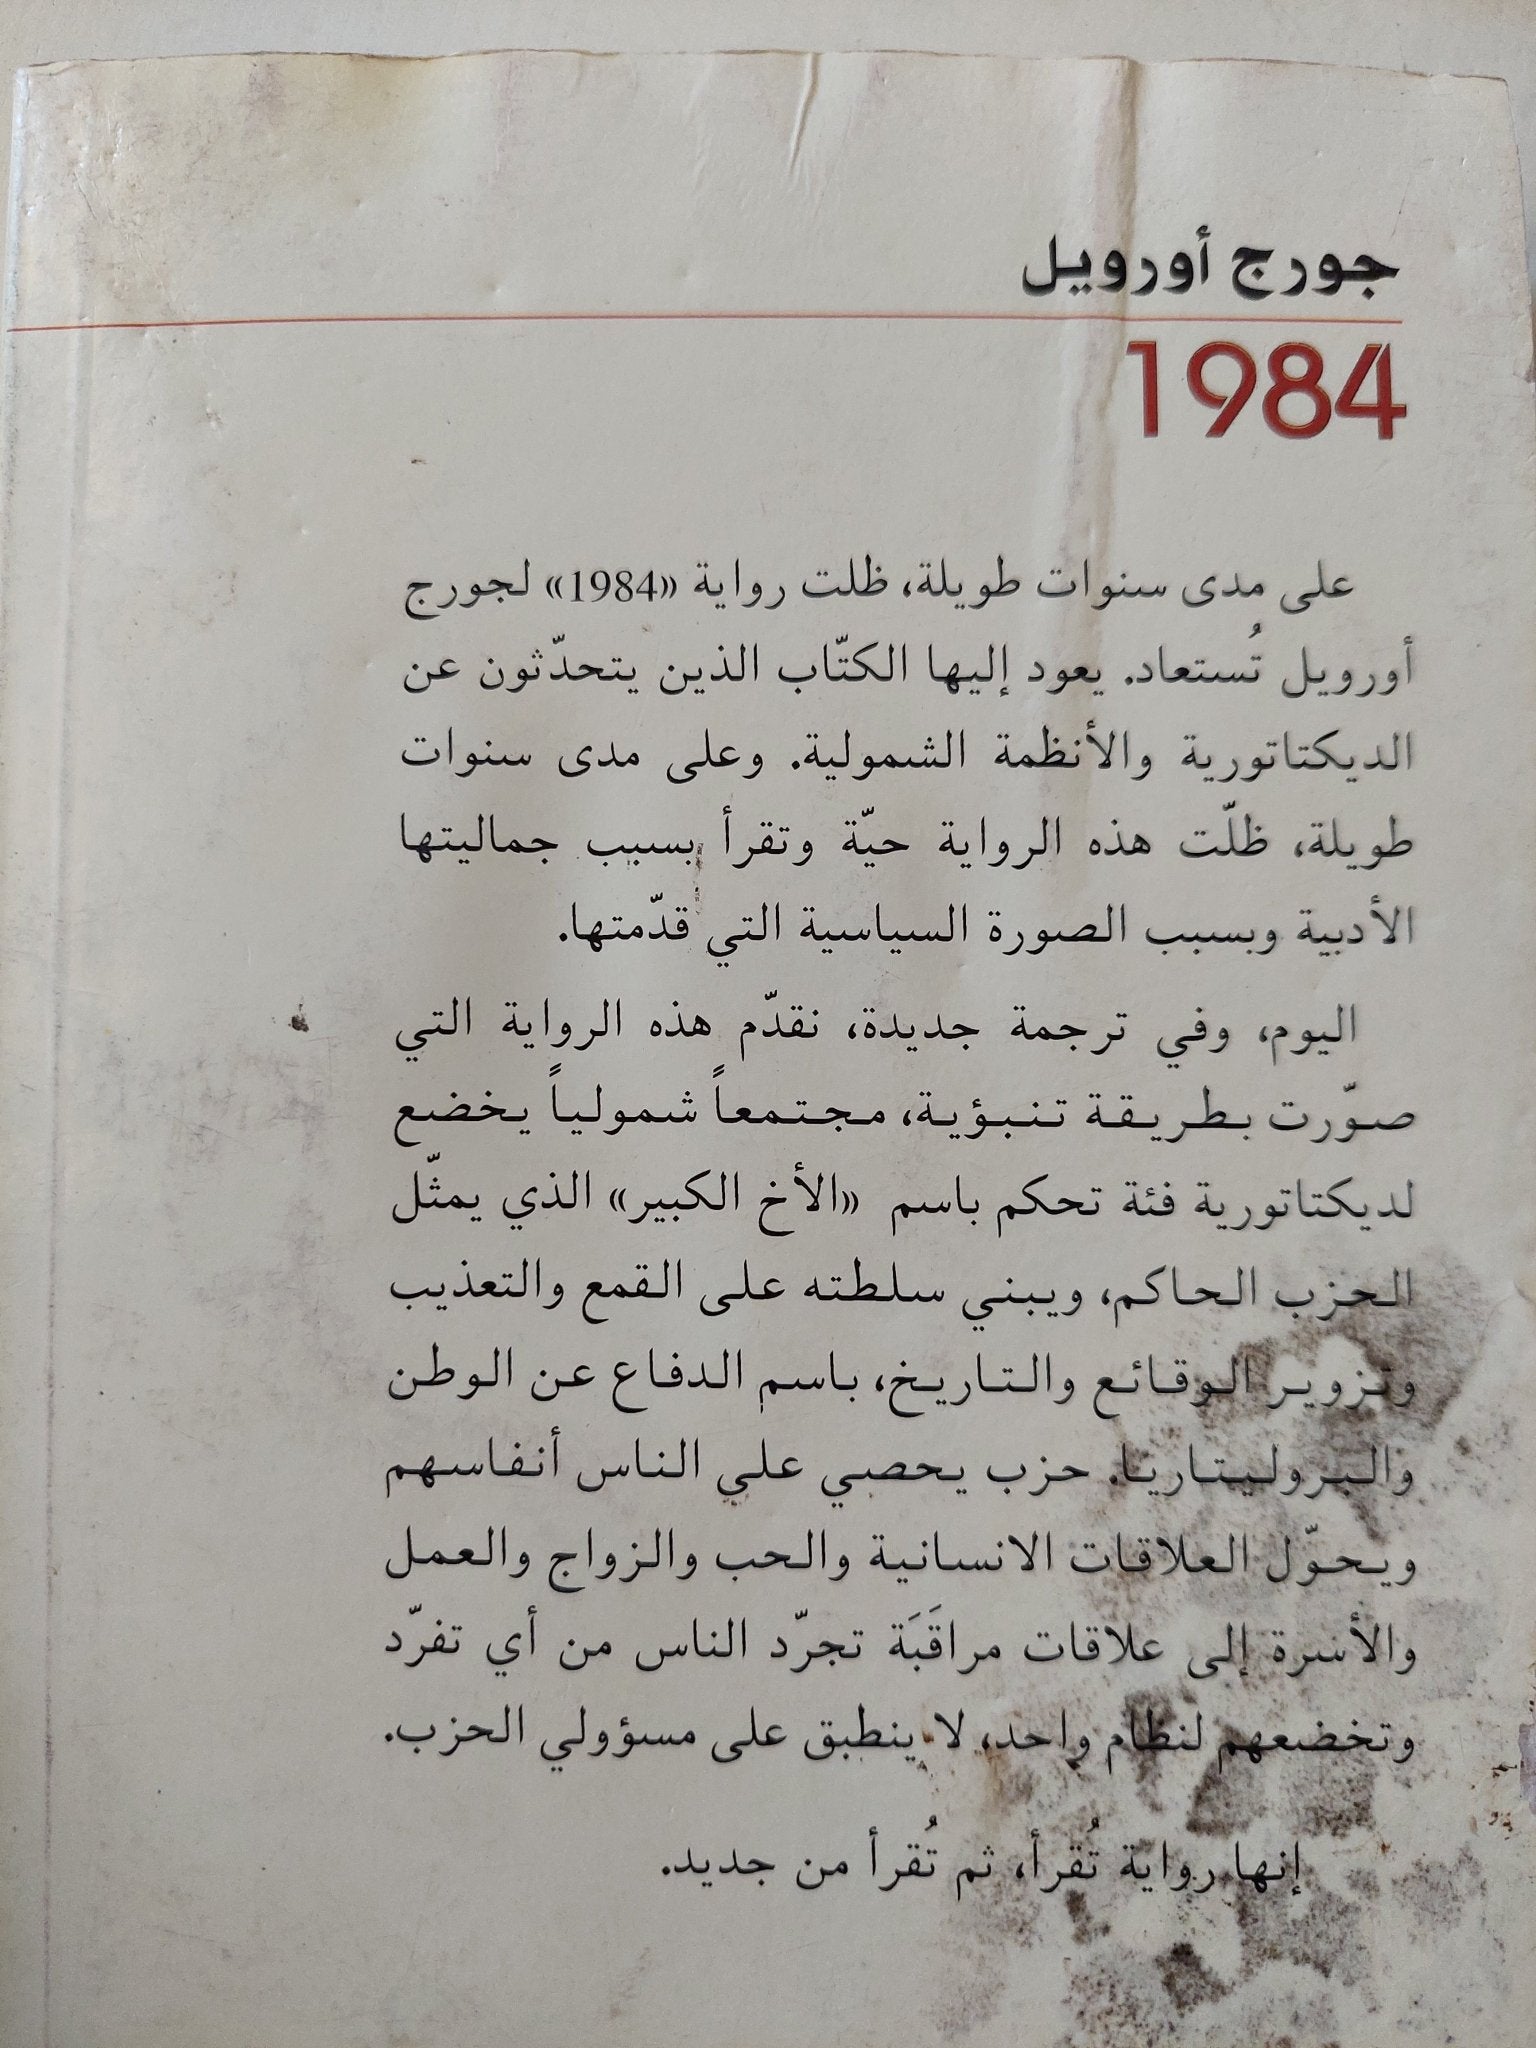 جورج أورويل
1984
على مدى سنوات طويلة، ظلت رواية «1984» لجورج
أورويل تُستعاد. يعود إليها الكتّاب الذين يتحدّثون عن
الديكتاتورية والأنظمة الشمولية. وعلى مدى سنوات
طويلة، ظلّت هذه الرواية حيّة وتقرأ بسبب جماليتها
الأدبية وبسبب الصورة السياسية التي قدّمتها.
اليوم، وفي ترجمة جديدة، نقدّم هذه الرواية التي
صوّرت بطريقة تنبؤية، مجتمعاً شمولياً يخضع
لديكتاتورية فئة تحكم باسم «الأخ الكبير» الذي يمثّل
الحزب الحاكم، ويبني سلطته على القمع والتعذيب
وتزوير الوقائع والتاريخ، باسم الدفاع عن الوطن
والبروليتاريا. حزب يحصي على الناس أنفاسهم
ويحوّل العلاقات الانسانية والحب والزواج والعمل
والأسرة إلى علاقات مراقَبَة تجرّد الناس من أي تفرّد
وتخضعهم لنظام واحد، لا ينطبق على مسؤولي الحزب.
إنها رواية تُقرأ، ثم تُقرأ من جديد.